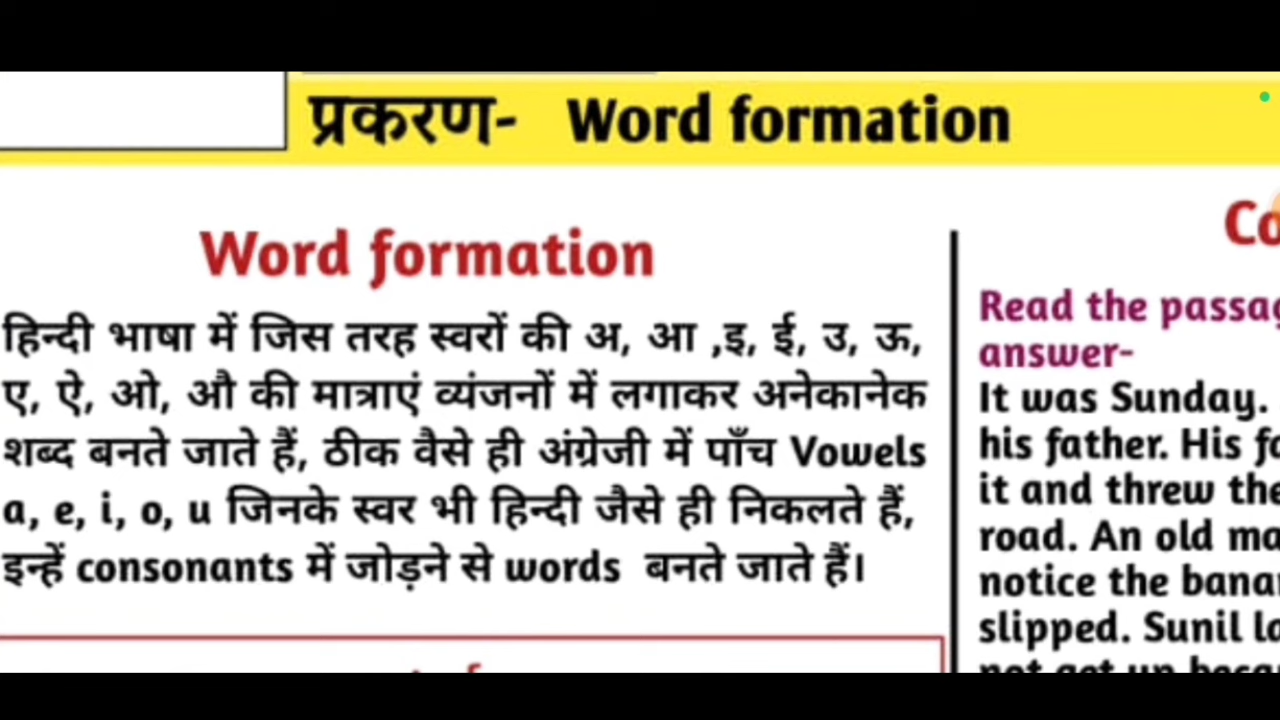 प्रकरण- Word formation
Word formation
हिन्दी भाषा में जिस तरह स्वरों की अ, आ ,इ, ई, उ, ऊ,
ए, ऐ, ओ, औ की मात्राएं व्यंजनों में लगाकर अनेकानेक
शब्द बनते जाते हैं, ठीक वैसे ही अंग्रेजी में पाँच Vowels
a, e, i, o, u जिनके स्वर भी हिन्दी जैसे ही निकलते हैं,
इन्हें consonants में जोड़ने से words बनते जाते हैं।
Read the
answer-
It was Sunday.
his father. His
it and threw
road. An old
notice the
slipped. Sunil